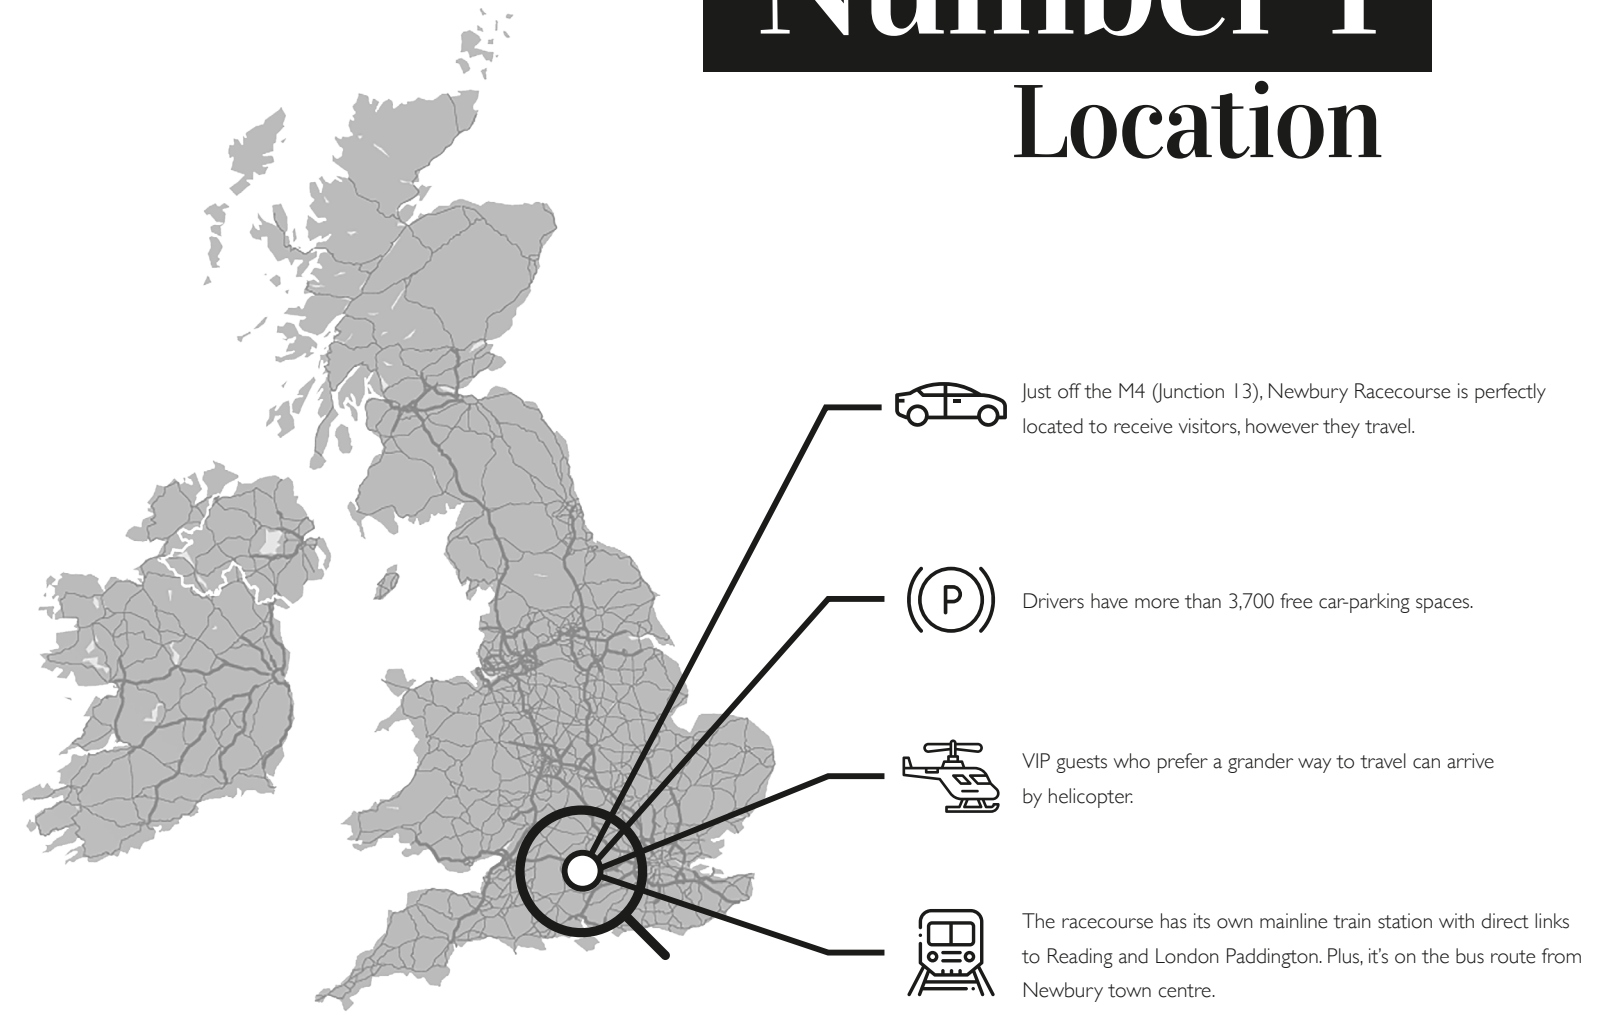 Number 1
Location
Just off the M4 (Junction 13), Newbury Racecourse is perfectly
located to receive visitors, however they travel.
P
Drivers have more than 3,700 free car-parking spaces.
VIP guests who prefer a grander way to travel can arrive
by helicopter.
The racecourse has its own mainline train station with direct links
to Reading and London Paddington. Plus, it's on the bus route from
Newbury town centre.